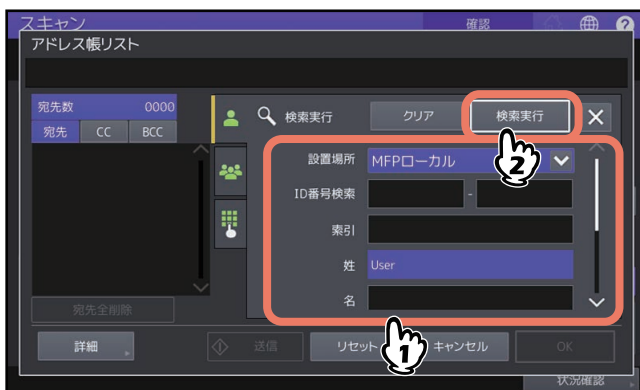 スキャン 確認
アドレス帳リスト
宛先数 0000
宛先 CC BCC
検索実行 クリア 検索実行
設置場所 MFPローカル
ID番号検索 -
索引
姓 User
名
宛先全削除
詳細 送信 リセット キャンセル OK
状況確認
1
2